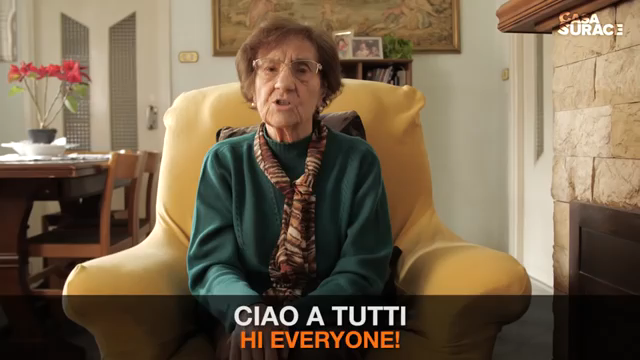 CASA
SURACE
CIAO A TUTTI
HI EVERYONE!